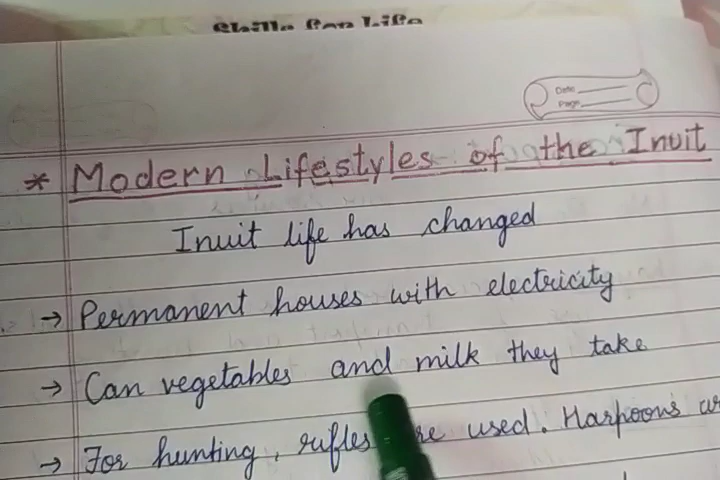 Skills for Life
Date
Page
* Modern Lifestyles of the Inuit
Inuit life has changed
→ Permanent houses with electricity
→ Can vegetables and milk they take
→ For hunting, rifles are used. Harpoons